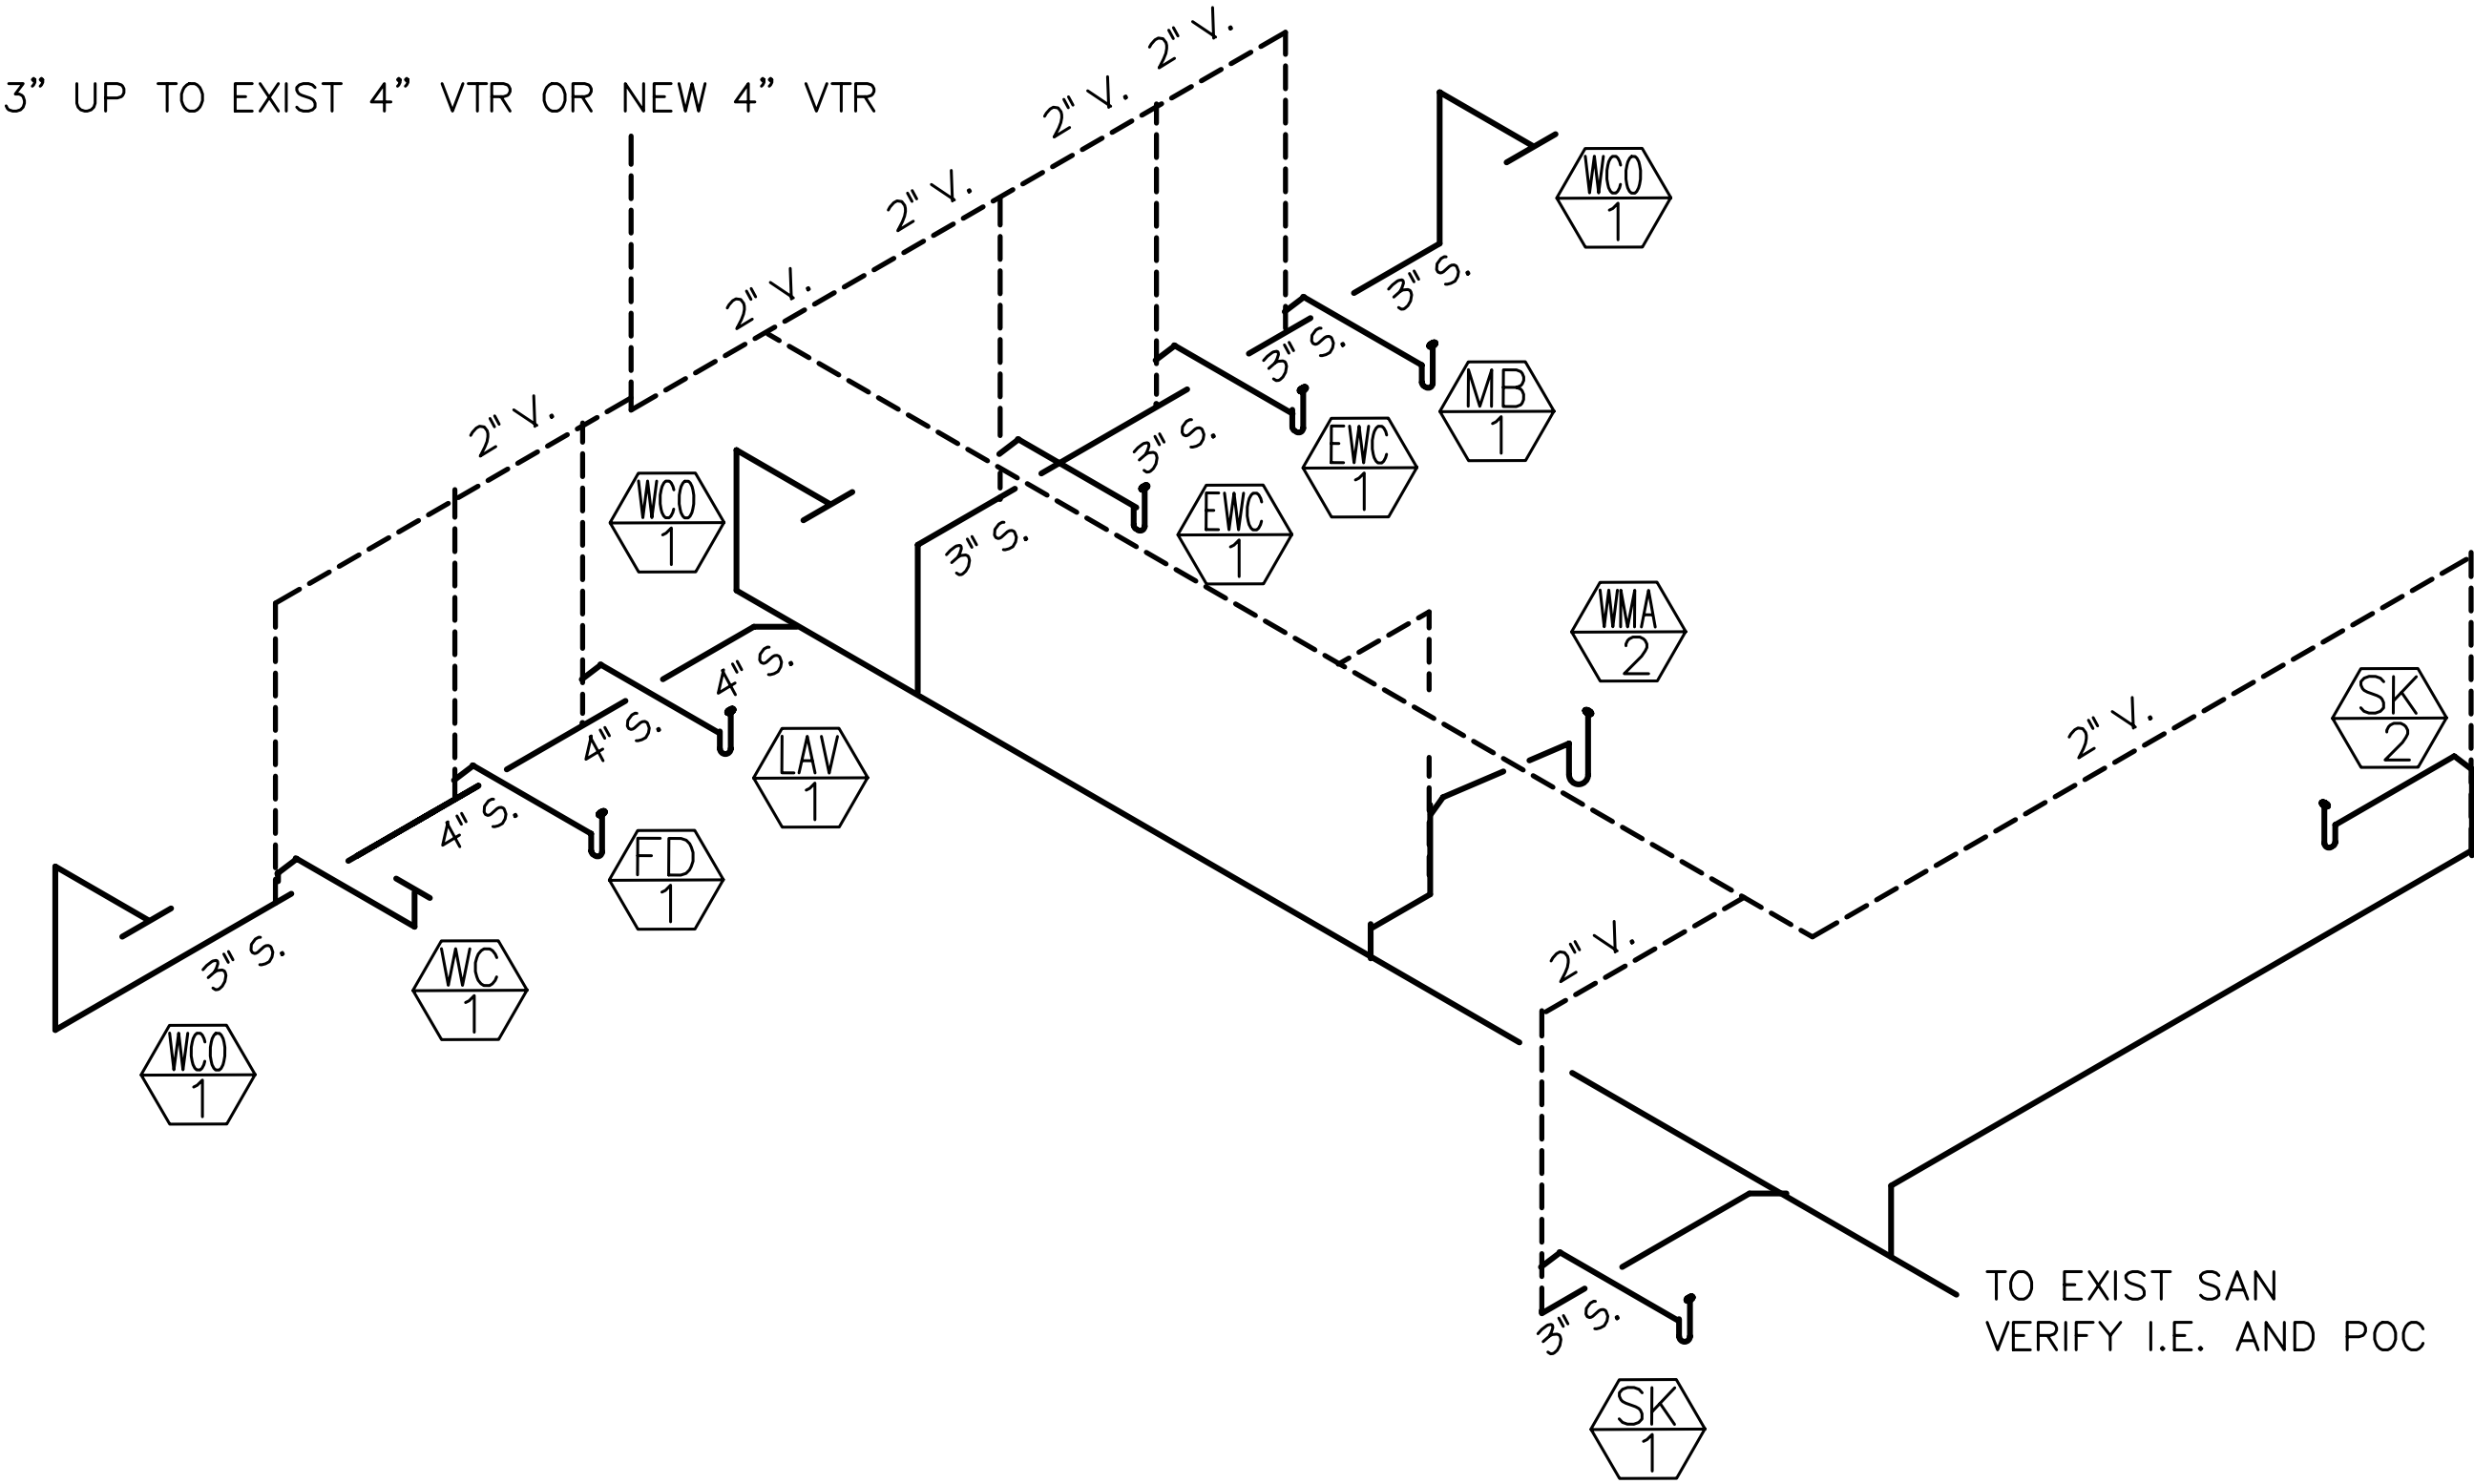 3" UP TO EXIST 4" VTR OR NEW 4" VTR
2" V.
2" V.
2" V.
2" V.
2" V.
WCO
1
3" S.
3" S.
MB
1
EWC
1
3" S.
EWC
1
WCO
1
3" S.
WMA
2
4" S.
4" S.
LAV
1
4" S.
FD
1
2" V.
SK
2
3" S.
WC
1
WCO
1
2" V.
3" S.
SK
1
TO EXIST SAN
VERIFY I.E. AND POC